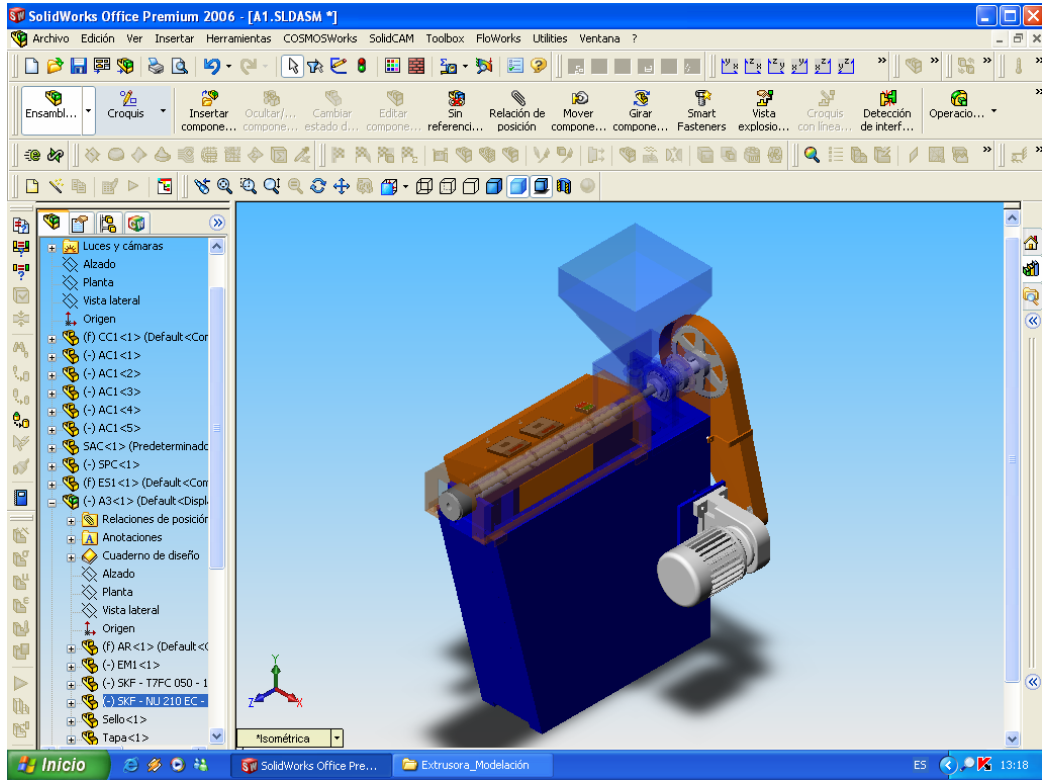 SolidWorks Office Premium 2006 - [A1.SLDASM *]
Archivo Edición Ver Insertar Herramientas COSMOSWorks SolidCAM Toolbox FloWorks Utilities Ventana ?
Ensambl... Croquis Insertar compone... Ocultar/... compone... Cambiar estado d... Editar compone... Sin referenci... Relación de posición Mover compone... Girar compone... Smart Fasteners Vista explosio... Croquis con línea... Detección de interf... Operacio...
Luces y cámaras
Alzado
Planta
Vista lateral
Origen
(f) CC1<1> (Default<Cor
(-) AC1<1>
(-) AC1<2>
(-) AC1<3>
(-) AC1<4>
(-) AC1<5>
SAC<1> (Predeterminado
(-) SPC<1>
(f) ES1<1> (Default<Con
(-) A3<1> (Default<Displ
Relaciones de posición
Anotaciones
Cuaderno de diseño
Alzado
Planta
Vista lateral
Origen
(f) AR<1> (Default<
(-) EM1<1>
(-) SKF - T7FC 050 - 1
(-) SKF - NU 210 EC -
Sello<1>
Tapa<1>
Y
Z X
*Isométrica
Inicio SolidWorks Office Pre... Extrusora_Modelación ES 13:18